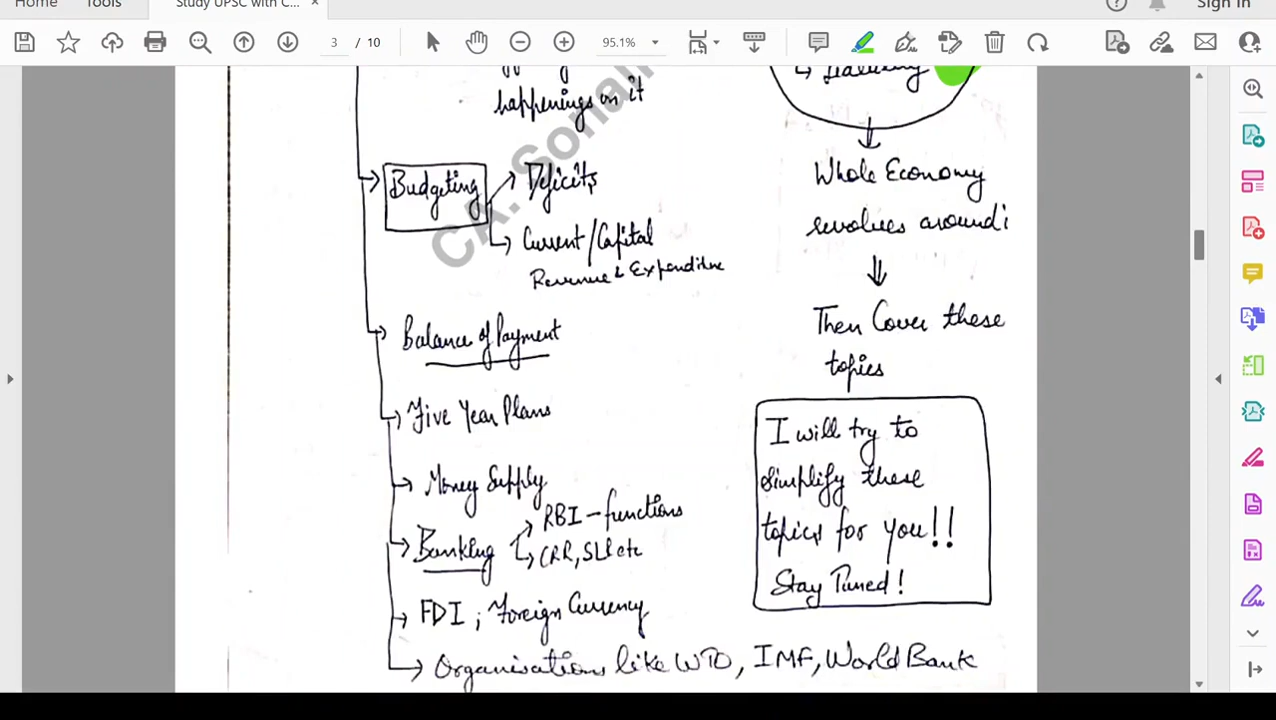 Home
Tools
Study UPSC with C...
×
Sign In
3 / 10
95.1%
happenings on it
Budgeting
Deficits
Current/Capital
Revenue & Expenditure
Balance of Payment
Five Year Plans
Money Supply
Banking
RBI - functions
CRR, SLR etc
FDI ; Foreign Currency
Organisations like WTO, IMF, World Bank
Whole Economy
revolves around i
Then Cover these
topics
I will try to
simplify these
topics for you!!
Stay Tuned!
CA. Sonal